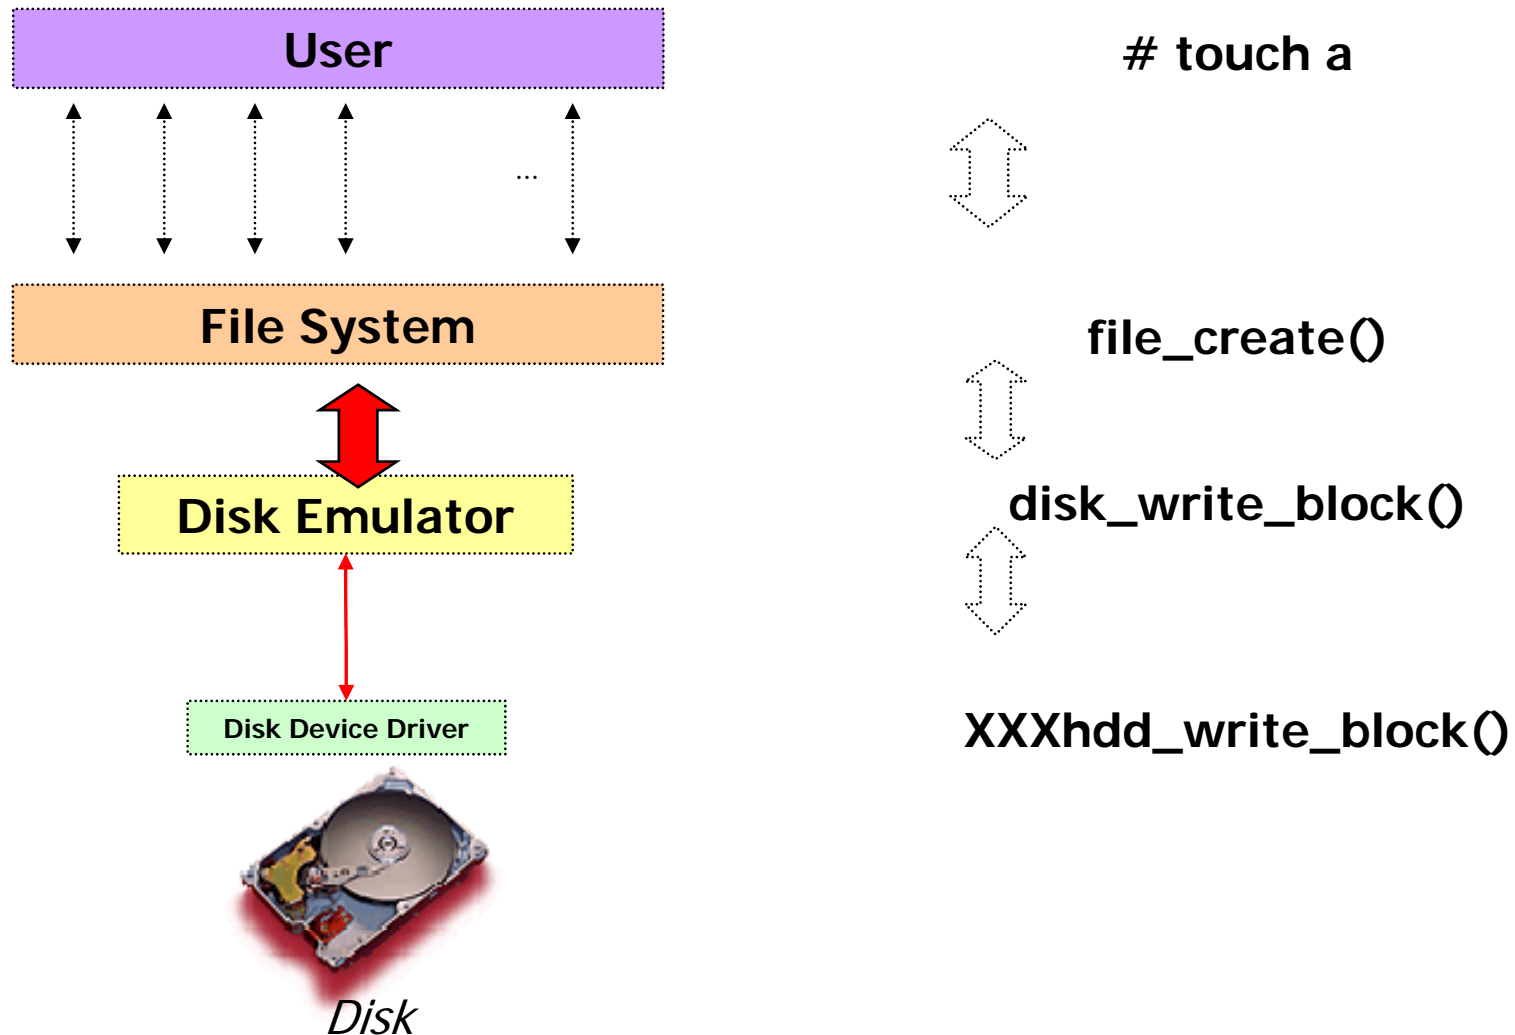 User
# touch a
...
File System
file_create()
Disk Emulator
disk_write_block()
Disk Device Driver
XXXhdd_write_block()
Disk